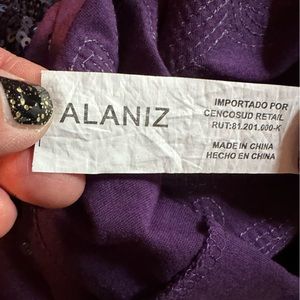 ALANIZ
IMPORTADO POR
CENCOSUD RETAIL
RUT:81.201.000-K
MADE IN CHINA
HECHO EN CHINA